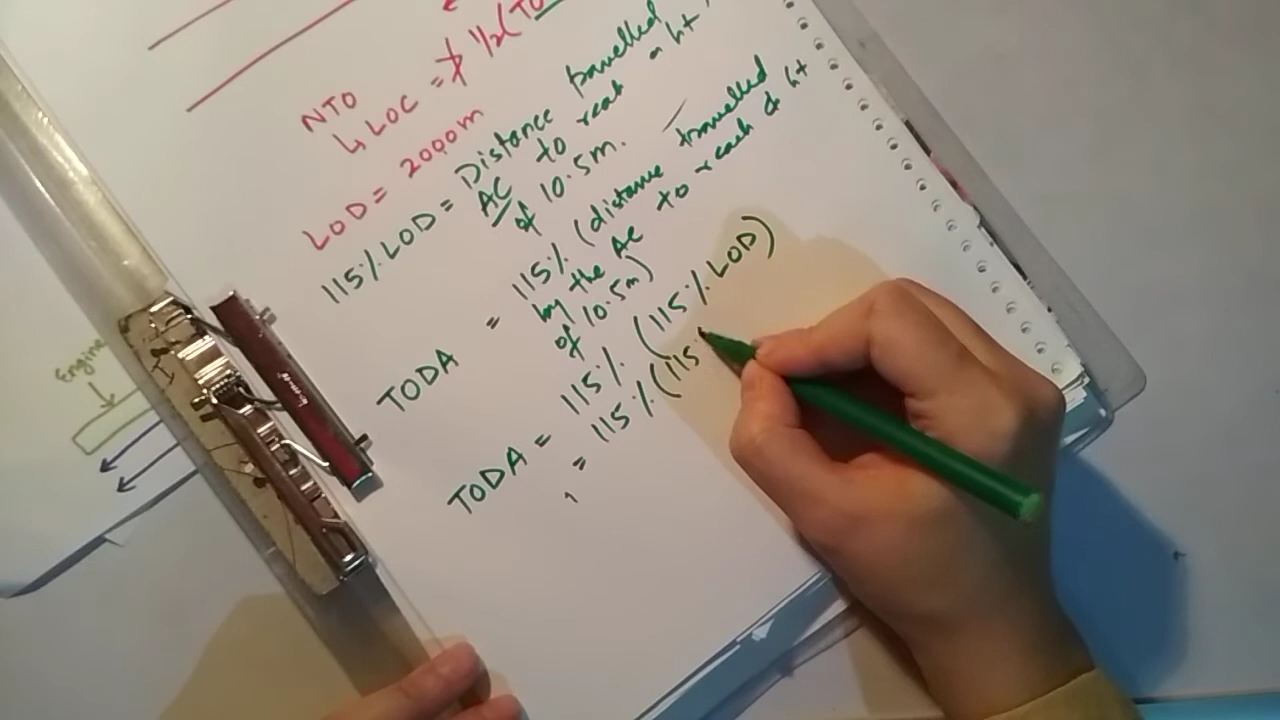 NTO
↳ LOC = 1/2(TO
LOD = 2000m
115% LOD = Distance travelled
AC to reach a ht
of 10.5m.
TODA = 115% (distance travelled
by the AC to reach a ht
of 10.5m)
TODA = 115% (115% LOD)
= 115% (115
Engine